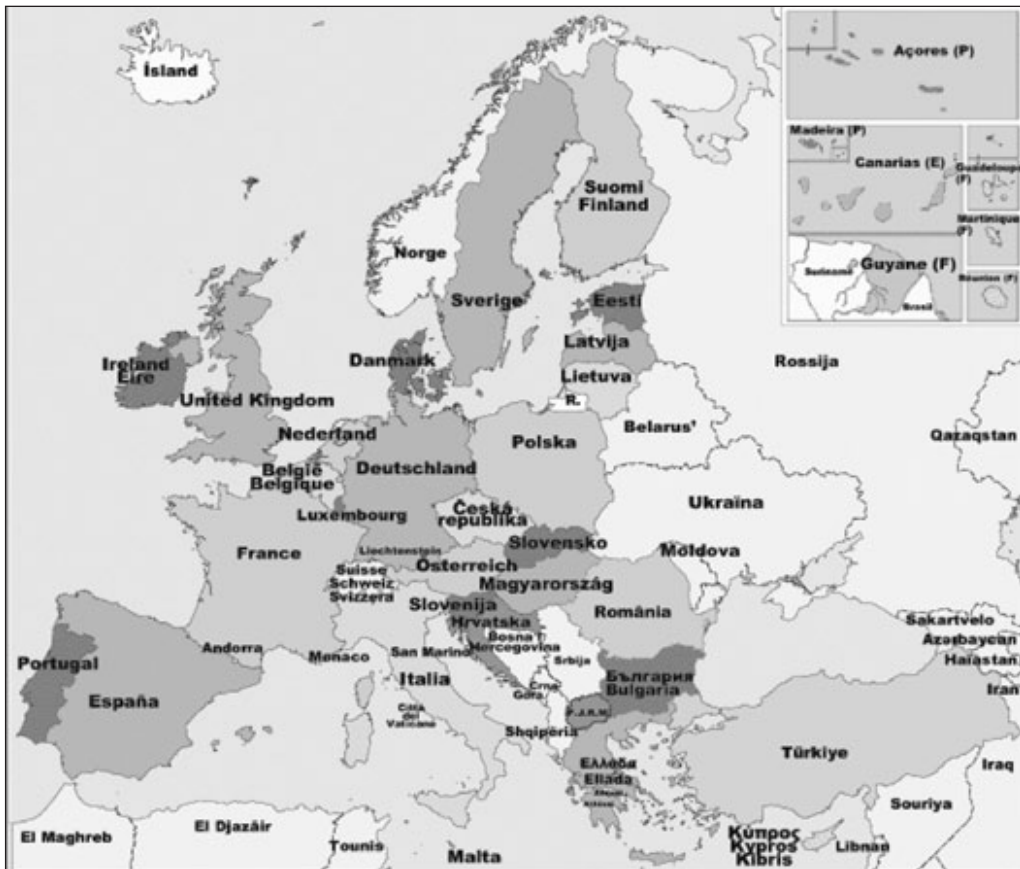 Ísland
Açores (P)
Madeira (P)
Canarias (E)
Guadeloupe
(F)
Martinique
(F)
Guyane (F)
Suriname
Brasil
Réunion (F)
Suomi
Finland
Norge
Sverige
Eesti
Latvija
Lietuva
R.
Rossija
Danmark
Ireland
Éire
United Kingdom
Nederland
België
Belgique
Deutschland
Polska
Belarus'
Qazaqstan
Luxembourg
Česká
republika
Ukraïna
France
Liechtenstein
Slovensko
Moldova
Österreich
Suisse
Schweiz
Svizzera
Magyarország
Slovenija
Hrvatska
România
Bosna i
Hercegovina
Srbija
Sakartvelo
Azərbaycan
Haïastan
Iran
Portugal
España
Andorra
Monaco
San Marino
Italia
Città
del
Vaticano
Crna
Gora
България
Bulgaria
F.J.R.M.
Shqipëria
Ελλάδα
Ellada
Türkiye
Iraq
Souriya
Libnan
Κύπρος
Kypros
Kibris
El Maghreb
El Djazâir
Tounis
Malta